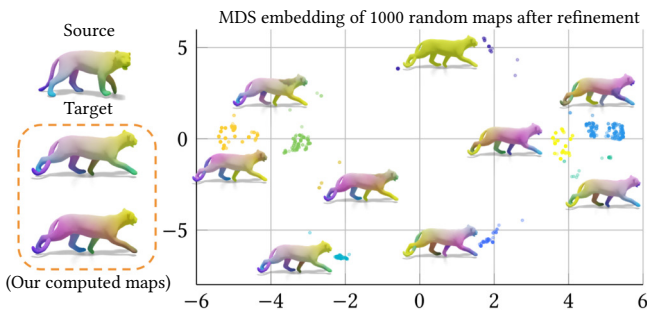 Source
Target
(Our computed maps)
MDS embedding of 1000 random maps after refinement
5
0
−5
−6 −4 −2 0 2 4 6